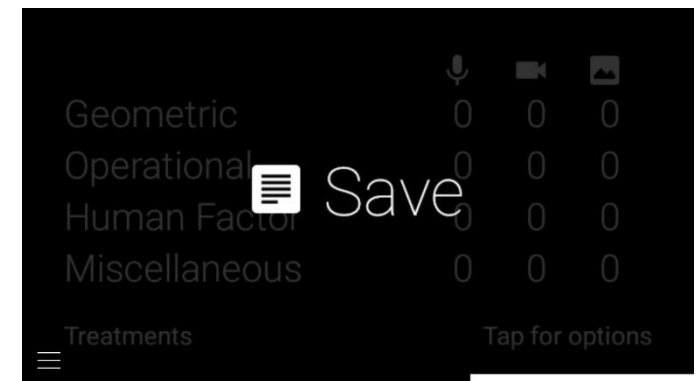 Geometric 0 0 0
Operational 0 0 0
Save
Human Factor 0 0 0
Miscellaneous 0 0 0
Treatments Tap for options